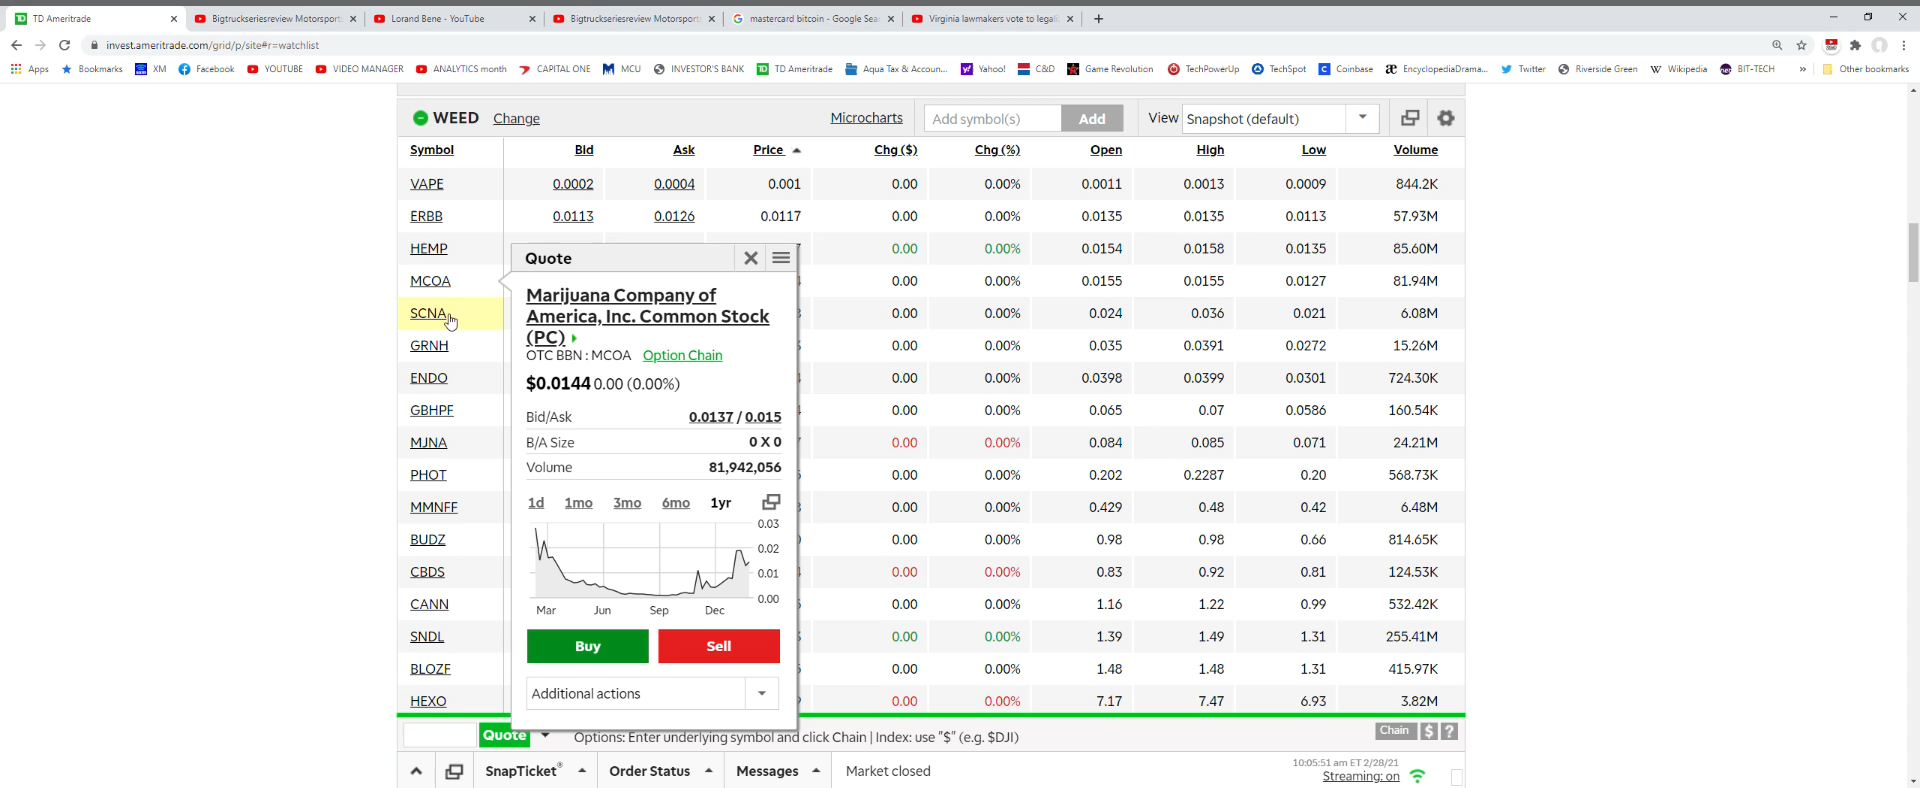 TD Ameritrade
Bigtruckseriesreview Motorsport
Lorand Bene - YouTube
Bigtruckseriesreview Motorsport
mastercard bitcoin - Google Sea
Virginia lawmakers vote to legali
invest.ameritrade.com/grid/p/site#r=watchlist
Apps Bookmarks XM Facebook YOUTUBE VIDEO MANAGER ANALYTICS month CAPITAL ONE MCU INVESTOR'S BANK TD Ameritrade Aqua Tax & Accoun... Yahoo! C&D Game Revolution TechPowerUp TechSpot Coinbase EncyclopediaDrama... Twitter Riverside Green Wikipedia BIT-TECH » Other bookmarks
WEED Change Microcharts Add symbol(s) Add View Snapshot (default)
Symbol Bid Ask Price Chg ($) Chg (%) Open High Low Volume
VAPE 0.0002 0.0004 0.001 0.00 0.00% 0.0011 0.0013 0.0009 844.2K
ERBB 0.0113 0.0126 0.0117 0.00 0.00% 0.0135 0.0135 0.0113 57.93M
HEMP 0.00 0.00% 0.0154 0.0158 0.0135 85.60M
MCOA 0.00 0.00% 0.0155 0.0155 0.0127 81.94M
SCNA 0.00 0.00% 0.024 0.036 0.021 6.08M
GRNH 0.00 0.00% 0.035 0.0391 0.0272 15.26M
ENDO 0.00 0.00% 0.0398 0.0399 0.0301 724.30K
GBHPF 0.00 0.00% 0.065 0.07 0.0586 160.54K
MJNA 0.00 0.00% 0.084 0.085 0.071 24.21M
PHOT 0.00 0.00% 0.202 0.2287 0.20 568.73K
MMNFF 0.00 0.00% 0.429 0.48 0.42 6.48M
BUDZ 0.00 0.00% 0.98 0.98 0.66 814.65K
CBDS 0.00 0.00% 0.83 0.92 0.81 124.53K
CANN 0.00 0.00% 1.16 1.22 0.99 532.42K
SNDL 0.00 0.00% 1.39 1.49 1.31 255.41M
BLOZF 0.00 0.00% 1.48 1.48 1.31 415.97K
HEXO 0.00 0.00% 7.17 7.47 6.93 3.82M
Quote
Marijuana Company of
America, Inc. Common Stock
(PC)
OTC BBN : MCOA Option Chain
$0.0144 0.00 (0.00%)
Bid/Ask 0.0137 / 0.015
B/A Size 0 X 0
Volume 81,942,056
1d 1mo 3mo 6mo 1yr
0.03
0.02
0.01
0.00
Mar Jun Sep Dec
Buy Sell
Additional actions
Quote Options: Enter underlying symbol and click Chain | Index: use "$" (e.g. $DJI) Chain $ ?
SnapTicket® Order Status Messages Market closed
10:05:51 am ET 2/28/21
Streaming: on